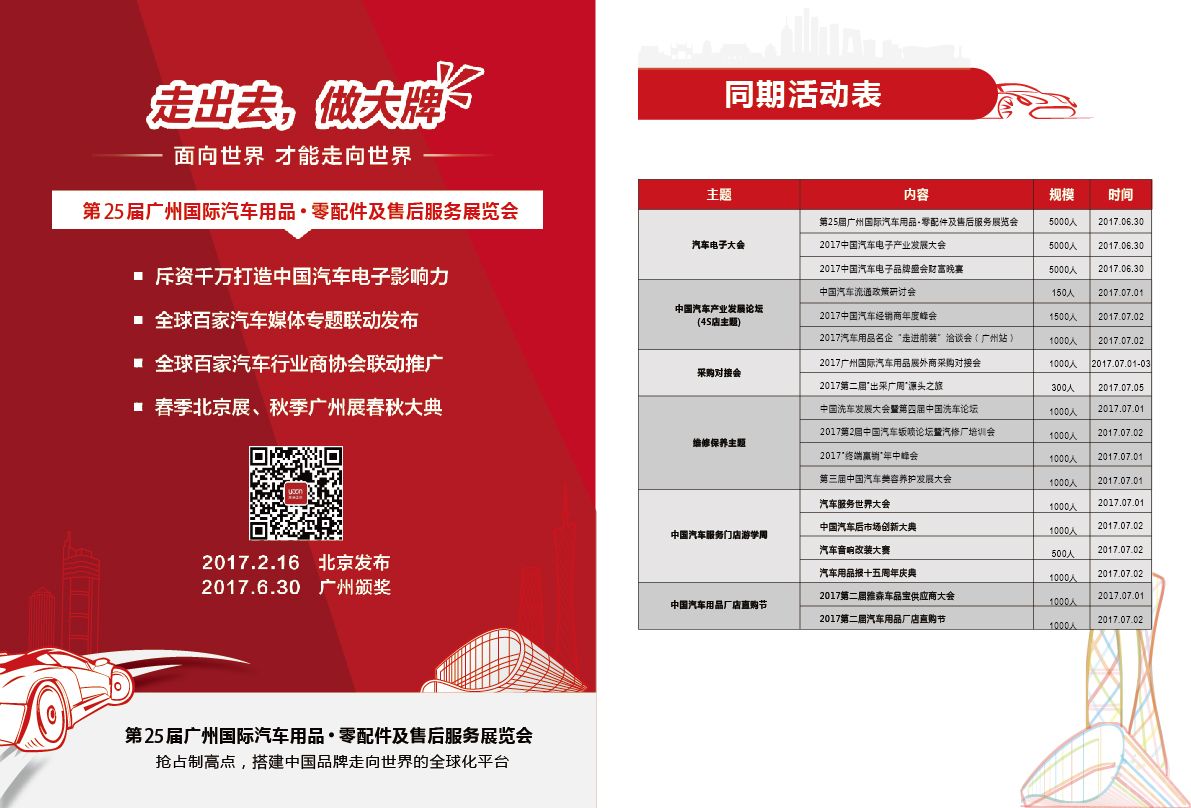 走出去，做大牌
面向世界 才能走向世界
第25届广州国际汽车用品·零配件及售后服务展览会
■ 斥资千万打造中国汽车电子影响力
■ 全球百家汽车媒体专题联动发布
■ 全球百家汽车行业商协会联动推广
■ 春季北京展、秋季广州展春秋大典
2017.2.16 北京发布
2017.6.30 广州颁奖
第25届广州国际汽车用品·零配件及售后服务展览会
抢占制高点，搭建中国品牌走向世界的全球化平台
同期活动表
主题 内容 规模 时间
汽车电子大会
第25届广州国际汽车用品·零配件及售后服务展览会 5000人 2017.06.30
2017中国汽车电子产业发展大会 5000人 2017.06.30
2017中国汽车电子品牌盛会财富晚宴 5000人 2017.06.30
中国汽车产业发展论坛
(4S店主题)
中国汽车流通政策研讨会 150人 2017.07.01
2017中国汽车经销商年度峰会 1500人 2017.07.02
2017汽车用品名企“走进前装”洽谈会（广州站） 1000人 2017.07.02
采购对接会
2017广州国际汽车用品展外商采购对接会 1000人 2017.07.01-03
2017第二届"出采广周"源头之旅 300人 2017.07.05
维修保养主题
中国洗车发展大会暨第四届中国洗车论坛 1000人 2017.07.01
2017第2届中国汽车钣喷论坛暨汽修厂培训会 1000人 2017.07.02
2017"终端赢销"年中峰会 1000人 2017.07.01
第三届中国汽车美容养护发展大会 1000人 2017.07.01
中国汽车服务门店游学周
汽车服务世界大会 1000人 2017.07.01
中国汽车后市场创新大典 1000人 2017.07.02
汽车音响改装大赛 500人 2017.07.02
汽车用品报十五周年庆典 1000人 2017.07.02
中国汽车用品厂店直购节
2017第二届雅森车品宝供应商大会 1000人 2017.07.01
2017第二届汽车用品厂店直购节 1000人 2017.07.02